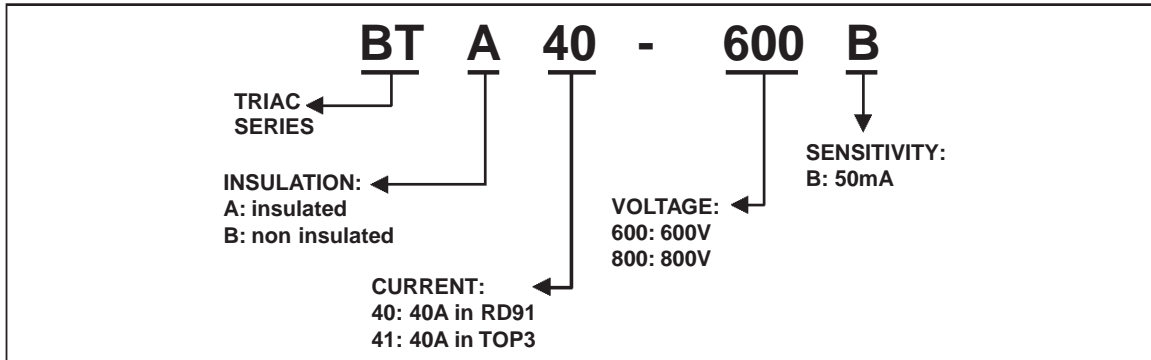 BT A 40 - 600 B
TRIAC
SERIES
INSULATION:
A: insulated
B: non insulated
CURRENT:
40: 40A in RD91
41: 40A in TOP3
VOLTAGE:
600: 600V
800: 800V
SENSITIVITY:
B: 50mA